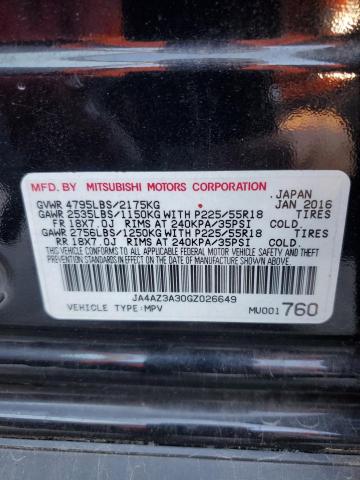 MFD. BY MITSUBISHI MOTORS CORPORATION JAPAN
GVWR 4795LBS/2175KG JAN 2016
GAWR 2535LBS/1150KG WITH P225/55R18 TIRES
FR 18X7.0J RIMS AT 240KPA/35PSI COLD.
GAWR 2756LBS/1250KG WITH P225/55R18 TIRES
RR 18X7.0J RIMS AT 240KPA/35PSI COLD.
THIS VEHICLE CONFORMS TO ALL APPLICABLE FEDERAL MOTOR VEHICLE
SAFETY AND THEFT PREVENTION STANDARDS IN EFFECT
ON THE DATE OF MANUFACTURE SHOWN ABOVE.
JA4AZ3A30GZ026649
VEHICLE TYPE:MPV MU001760